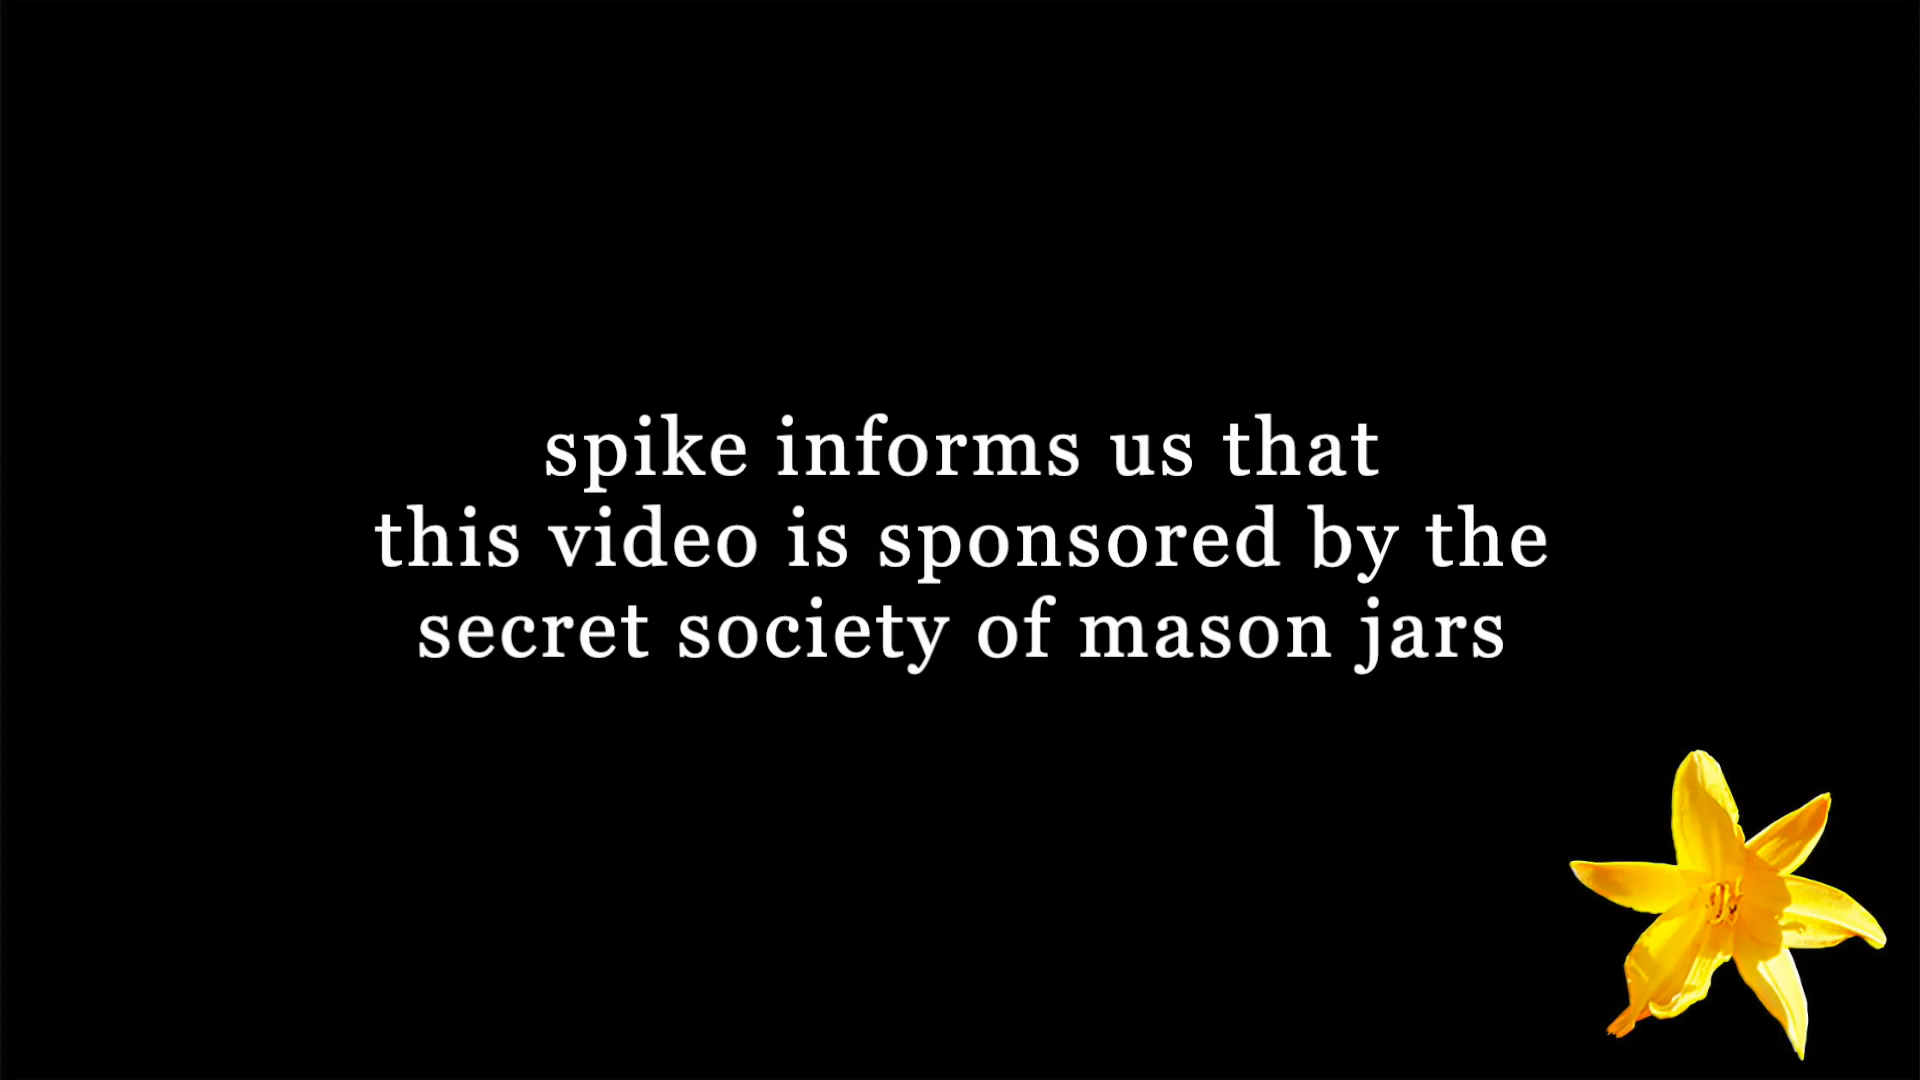 spike informs us that
this video is sponsored by the
secret society of mason jars